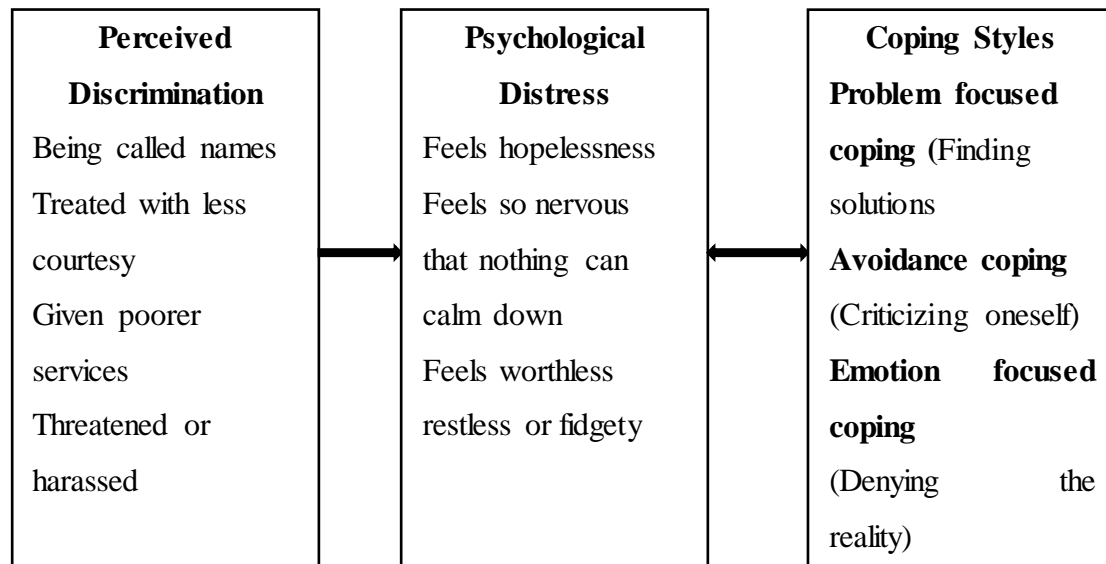 Perceived
Discrimination
Being called names
Treated with less
courtesy
Given poorer
services
Threatened or
harassed
Psychological
Distress
Feels hopelessness
Feels so nervous
that nothing can
calm down
Feels worthless
restless or fidgety
Coping Styles
Problem focused
coping (Finding
solutions
Avoidance coping
(Criticizing oneself)
Emotion focused
coping
(Denying the
reality)